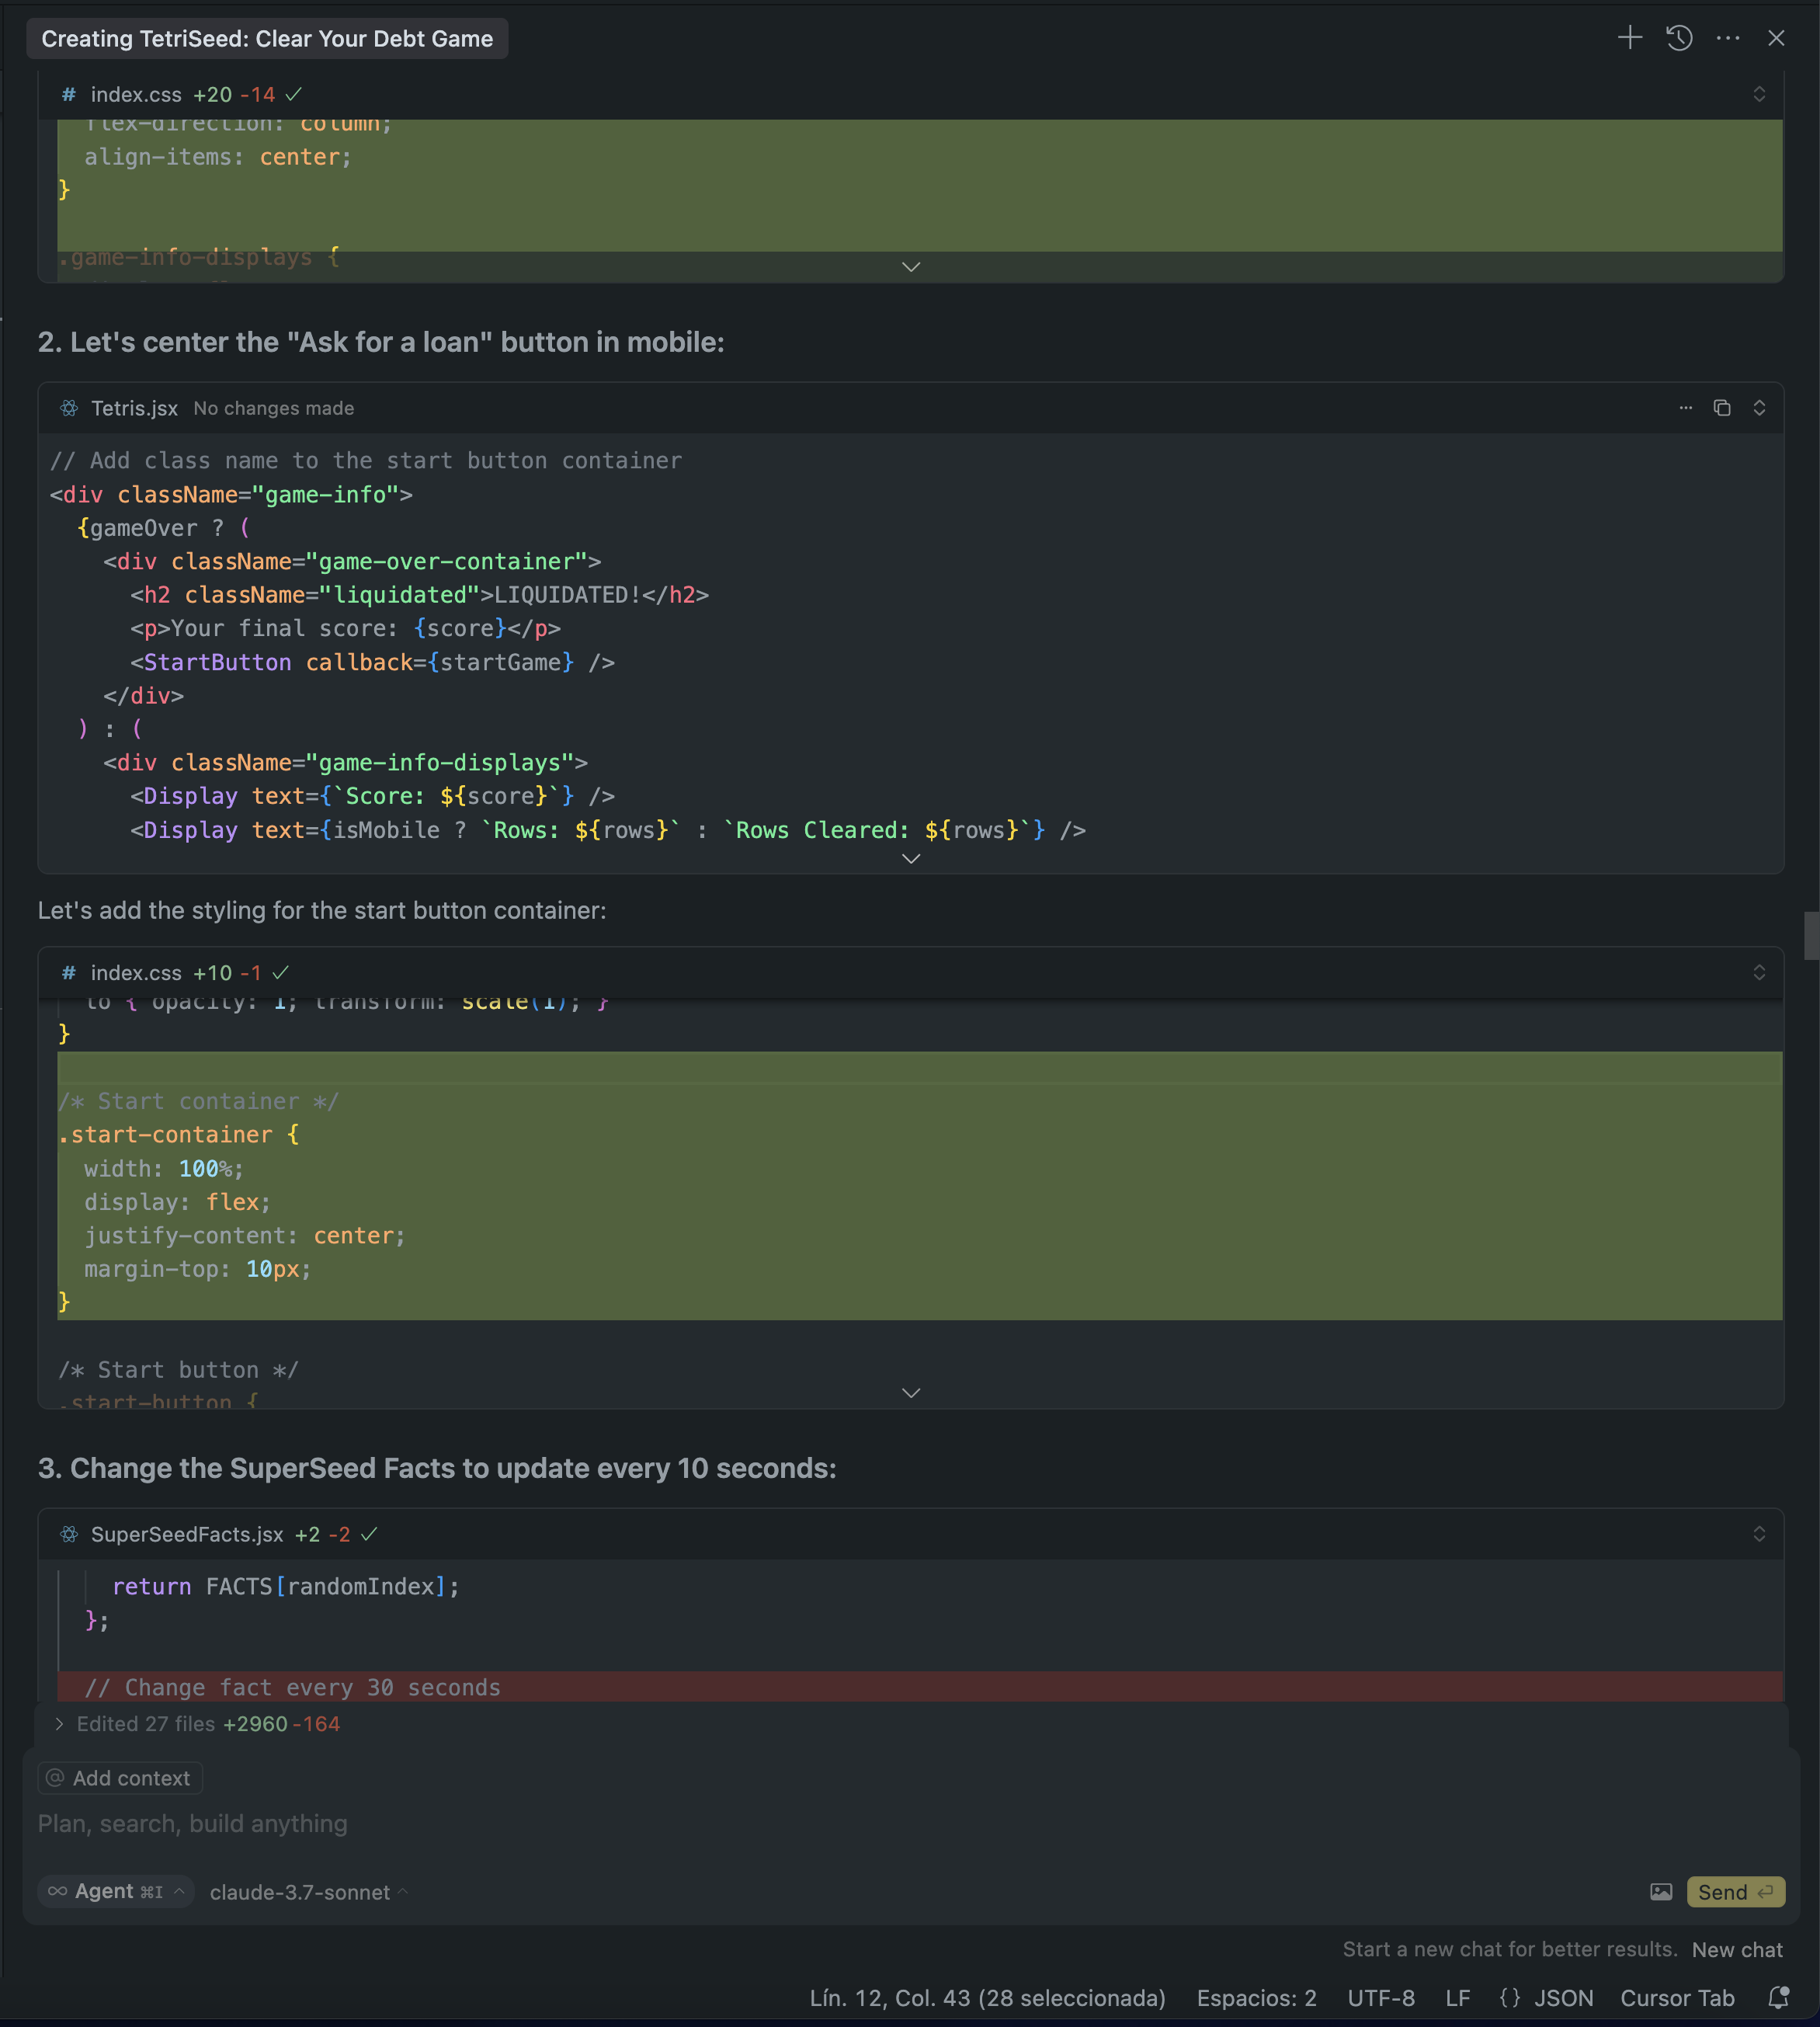 Creating TetriSeed: Clear Your Debt Game
# index.css +20 -14
flex-direction: column;
align-items: center;
}
.game-info-displays {
2. Let's center the "Ask for a loan" button in mobile:
Tetris.jsx No changes made
// Add class name to the start button container
<div className="game-info">
{gameOver ? (
<div className="game-over-container">
<h2 className="liquidated">LIQUIDATED!</h2>
<p>Your final score: {score}</p>
<StartButton callback={startGame} />
</div>
) : (
<div className="game-info-displays">
<Display text={`Score: ${score}`} />
<Display text={isMobile ? `Rows: ${rows}` : `Rows Cleared: ${rows}`} />
Let's add the styling for the start button container:
# index.css +10 -1
to { opacity: 1; transform: scale(1); }
}
/* Start container */
.start-container {
width: 100%;
display: flex;
justify-content: center;
margin-top: 10px;
}
/* Start button */
.start-button {
3. Change the SuperSeed Facts to update every 10 seconds:
SuperSeedFacts.jsx +2 -2
return FACTS[randomIndex];
};
// Change fact every 30 seconds
Edited 27 files +2960 -164
@ Add context
Plan, search, build anything
Agent ⌘I claude-3.7-sonnet
Send
Start a new chat for better results. New chat
Lín. 12, Col. 43 (28 seleccionada) Espacios: 2 UTF-8 LF {} JSON Cursor Tab